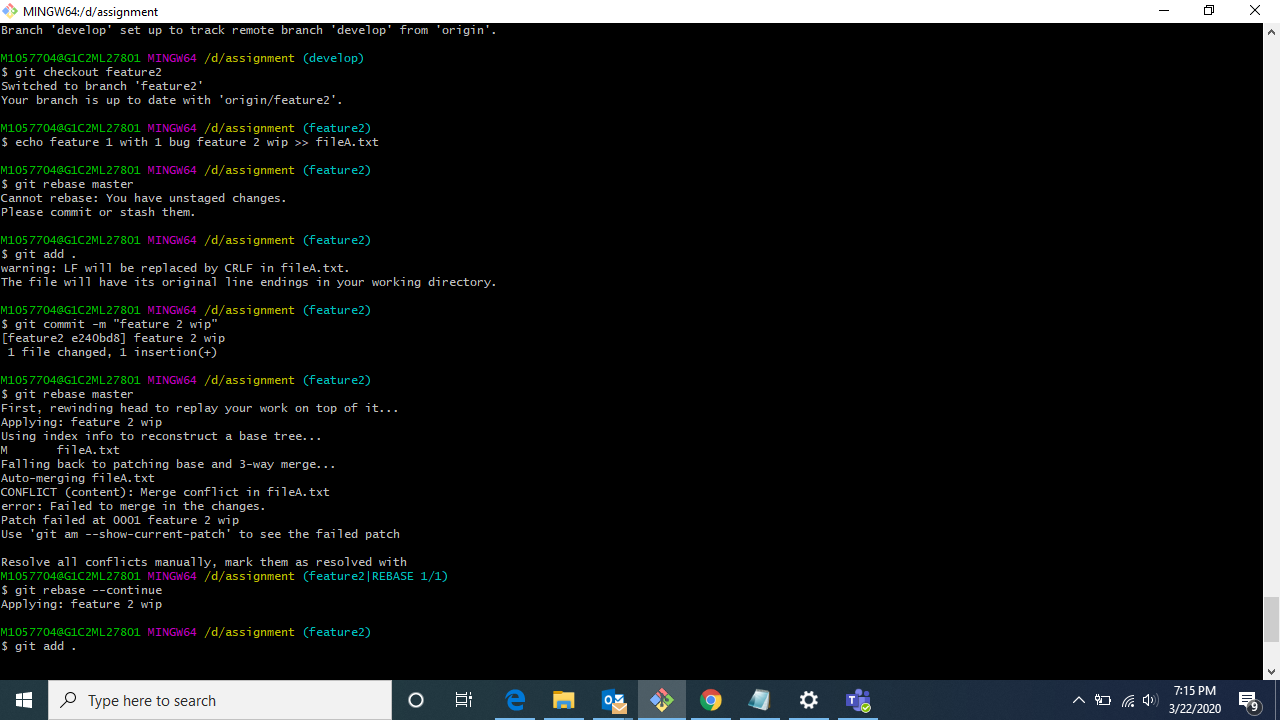 MINGW64:/d/assignment
Branch 'develop' set up to track remote branch 'develop' from 'origin'.
M1057704@G1C2ML27801 MINGW64 /d/assignment (develop)
$ git checkout feature2
Switched to branch 'feature2'
Your branch is up to date with 'origin/feature2'.
M1057704@G1C2ML27801 MINGW64 /d/assignment (feature2)
$ echo feature 1 with 1 bug feature 2 wip >> fileA.txt
M1057704@G1C2ML27801 MINGW64 /d/assignment (feature2)
$ git rebase master
Cannot rebase: You have unstaged changes.
Please commit or stash them.
M1057704@G1C2ML27801 MINGW64 /d/assignment (feature2)
$ git add .
warning: LF will be replaced by CRLF in fileA.txt.
The file will have its original line endings in your working directory.
M1057704@G1C2ML27801 MINGW64 /d/assignment (feature2)
$ git commit -m "feature 2 wip"
[feature2 e240bd8] feature 2 wip
1 file changed, 1 insertion(+)
M1057704@G1C2ML27801 MINGW64 /d/assignment (feature2)
$ git rebase master
First, rewinding head to replay your work on top of it...
Applying: feature 2 wip
Using index info to reconstruct a base tree...
M       fileA.txt
Falling back to patching base and 3-way merge...
Auto-merging fileA.txt
CONFLICT (content): Merge conflict in fileA.txt
error: Failed to merge in the changes.
Patch failed at 0001 feature 2 wip
Use 'git am --show-current-patch' to see the failed patch
Resolve all conflicts manually, mark them as resolved with
M1057704@G1C2ML27801 MINGW64 /d/assignment (feature2|REBASE 1/1)
$ git rebase --continue
Applying: feature 2 wip
M1057704@G1C2ML27801 MINGW64 /d/assignment (feature2)
$ git add .
Type here to search
7:15 PM
3/22/2020
9